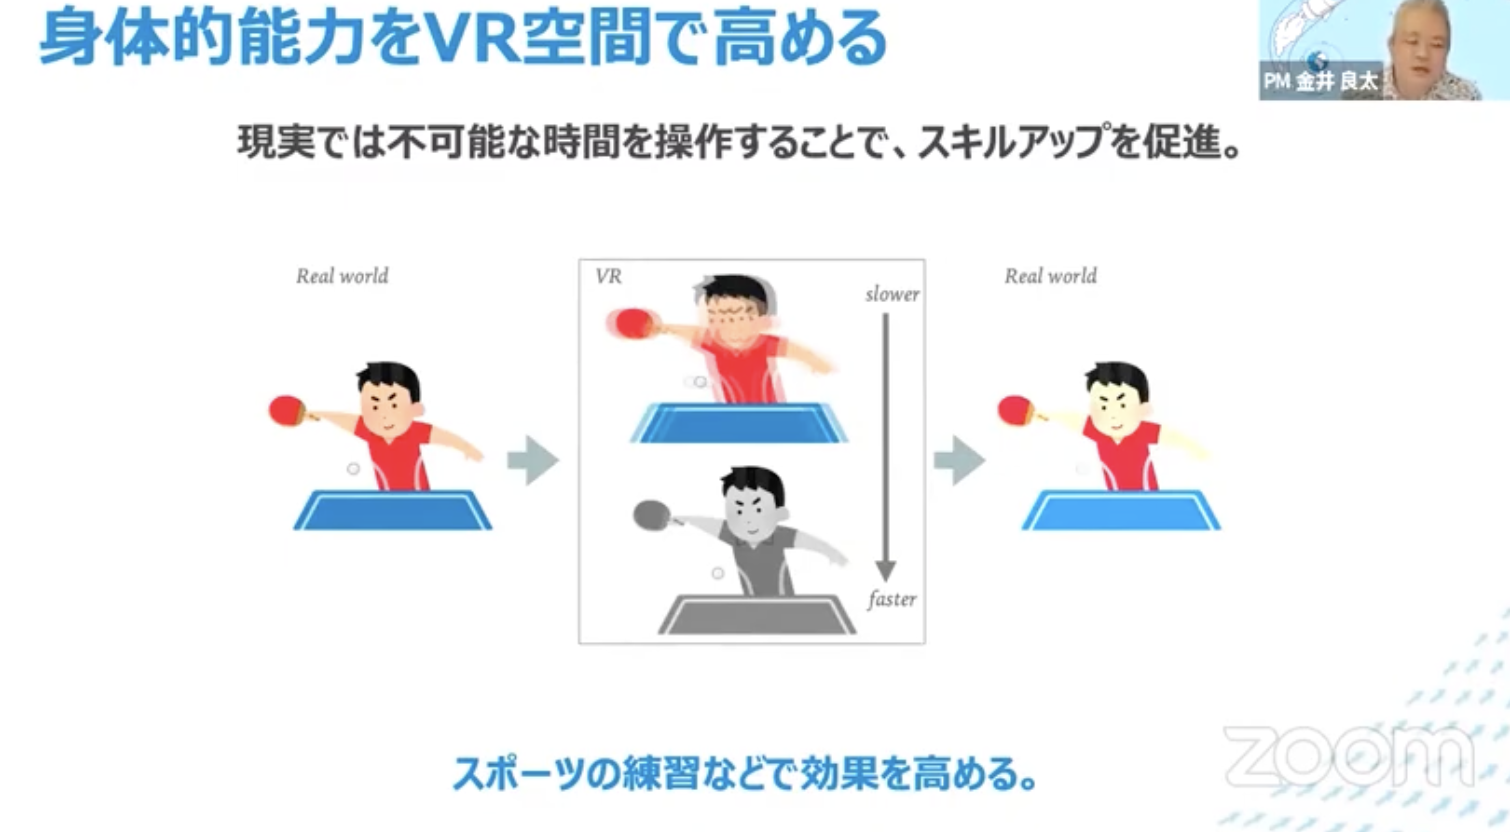 身体的能力をVR空間で高める
PM 金井 良太
現実では不可能な時間を操作することで、スキルアップを促進。
Real world
VR
slower
faster
Real world
スポーツの練習などで効果を高める。
zoom